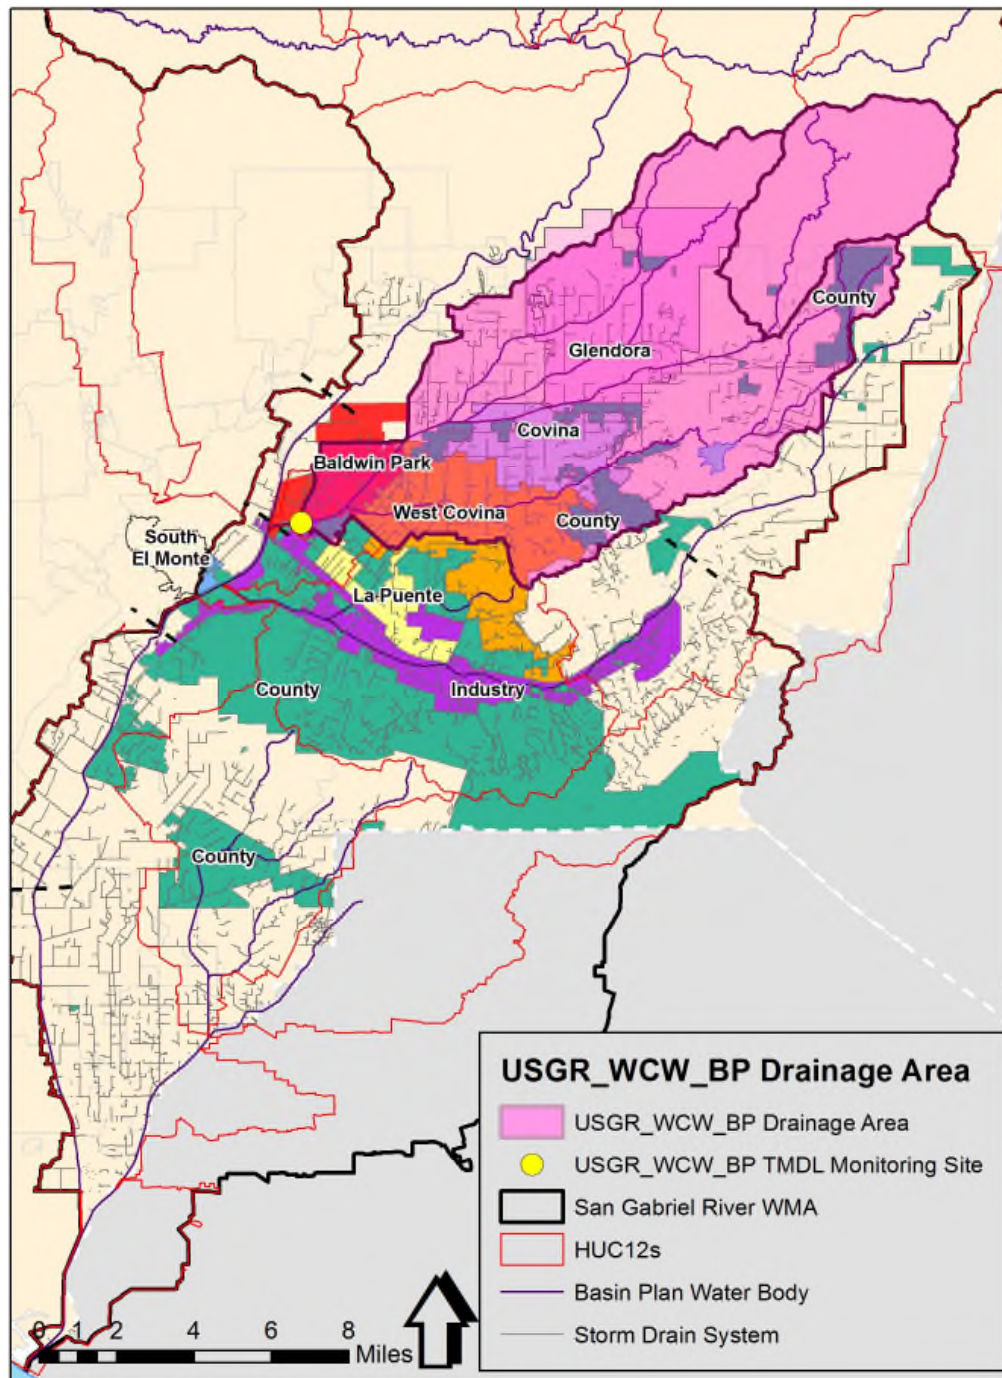 County
Glendora
Covina
Baldwin Park
West Covina
County
South
El Monte
La Puente
County
Industry
County
USGR_WCW_BP Drainage Area
USGR_WCW_BP Drainage Area
USGR_WCW_BP TMDL Monitoring Site
San Gabriel River WMA
HUC12s
Basin Plan Water Body
Storm Drain System
0 1 2 4 6 8
Miles